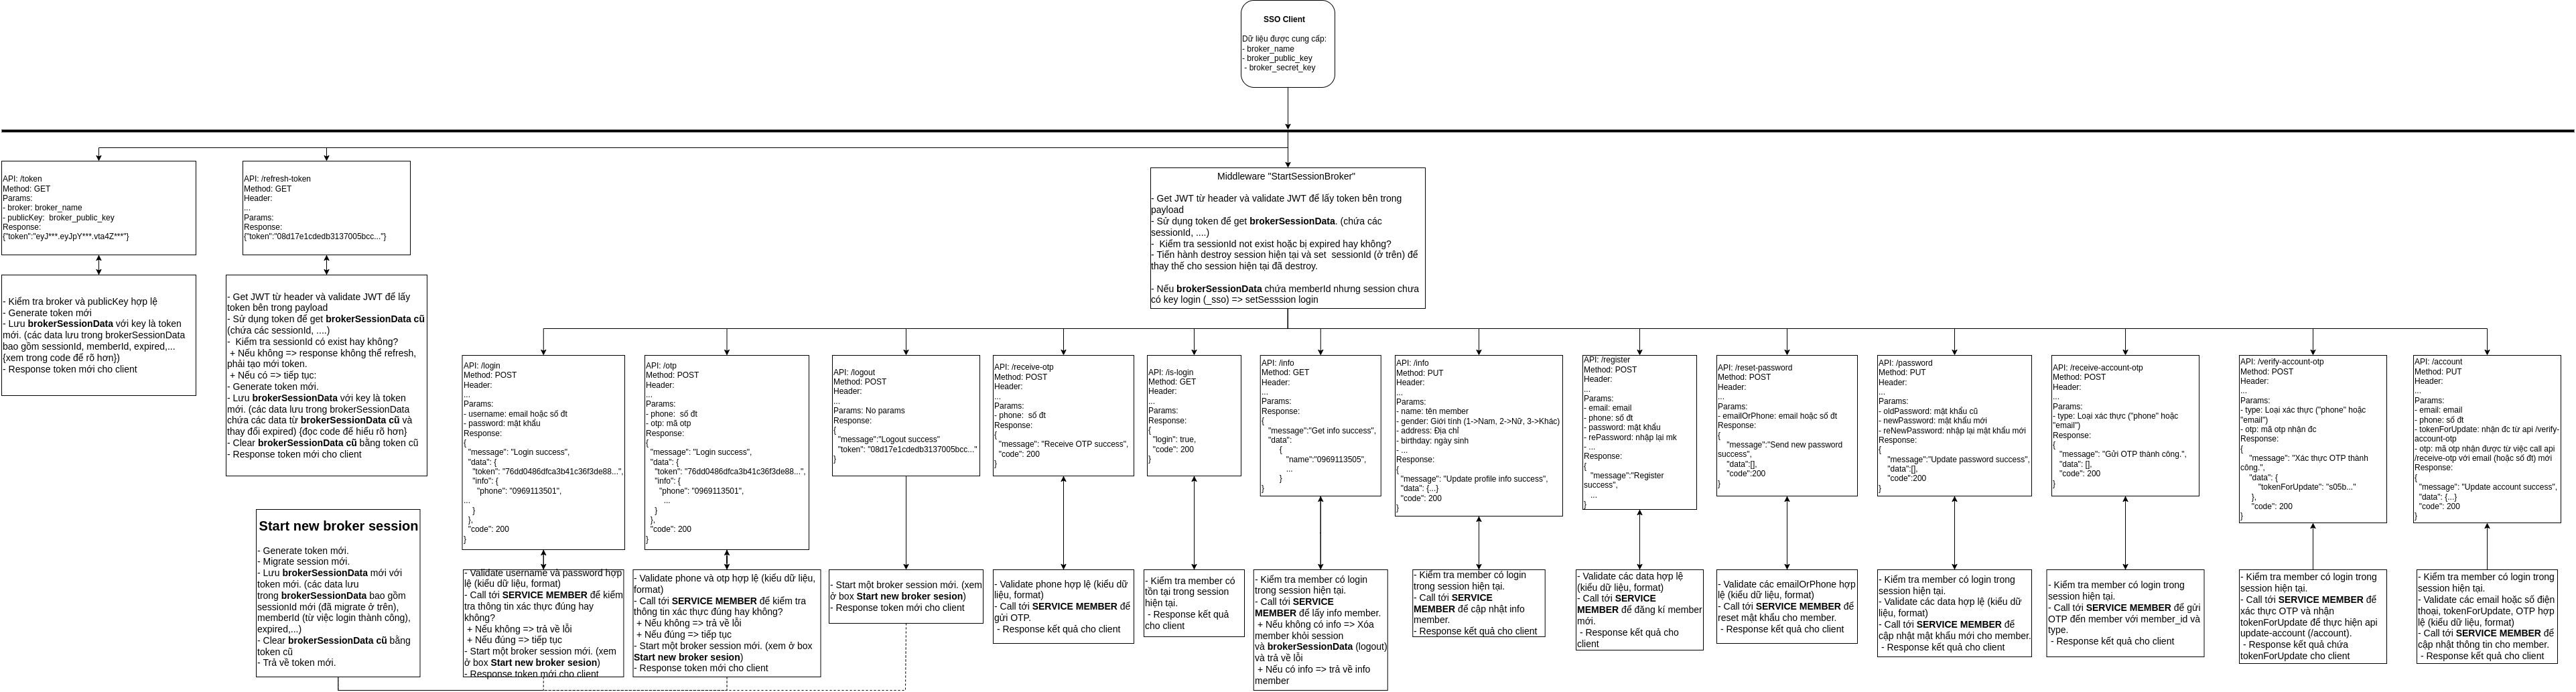 SSO Client
Dữ liệu được cung cấp:
- broker_name
- broker_public_key
- broker_secret_key
API: /token
Method: GET
Params:
- broker: broker_name
- publicKey: broker_public_key
Response:
{"token":"eyJ***.eyJpY***.vta4Z***"}
API: /refresh-token
Method: GET
Header:
...
Params:
Response:
{"token":"08d17e1cdedb3137005bcc..."}
Middleware "StartSessionBroker"
- Get JWT từ header và validate JWT để lấy token bên trong
payload
- Sử dụng token để get brokerSessionData. (chứa các
sessionId, ....)
- Kiểm tra sessionId not exist hoặc bị expired hay không?
- Tiến hành destroy session hiện tại và set sessionId (ở trên) để
thay thế cho session hiện tại đã destroy.
- Nếu brokerSessionData chứa memberId nhưng session chưa
có key login (_sso) => setSesssion login
- Kiểm tra broker và publicKey hợp lệ
- Generate token mới
- Lưu brokerSessionData với key là token
mới. (các data lưu trong brokerSessionData
bao gồm sessionId, memberId, expired,...
{xem trong code để rõ hơn})
- Response token mới cho client
- Get JWT từ header và validate JWT để lấy
token bên trong payload
- Sử dụng token để get brokerSessionData cũ
(chứa các sessionId, ....)
- Kiểm tra sessionId có exist hay không?
+ Nếu không => response không thể refresh,
phải tạo mới token.
+ Nếu có => tiếp tục:
- Generate token mới.
- Lưu brokerSessionData với key là token
mới. (các data lưu trong brokerSessionData
chứa các data từ brokerSessionData cũ và
thay đổi expired) {đọc code để hiểu rõ hơn}
- Clear brokerSessionData cũ bằng token cũ
- Response token mới cho client
API: /login
Method: POST
Header:
...
Params:
- username: email hoặc số đt
- password: mật khẩu
Response:
{
"message": "Login success",
"data": {
"token": "76dd0486dfca3b41c36f3de88...",
"info": {
"phone": "0969113501",
...
}
},
"code": 200
}
API: /otp
Method: POST
Header:
...
Params:
- phone: số đt
- otp: mã otp
Response:
{
"message": "Login success",
"data": {
"token": "76dd0486dfca3b41c36f3de88...",
"info": {
"phone": "0969113501",
...
}
},
"code": 200
}
API: /logout
Method: POST
Header:
...
Params: No params
Response:
{
"message":"Logout success"
"token": "08d17e1cdedb3137005bcc..."
}
API: /receive-otp
Method: POST
Header:
...
Params:
- phone: số đt
Response:
{
"message": "Receive OTP success",
"code": 200
}
API: /is-login
Method: GET
Header:
...
Params:
Response:
{
"login": true,
"code": 200
}
API: /info
Method: GET
Header:
...
Params:
Response:
{
"message":"Get info success",
"data":
{
"name":"0969113505",
...
}
}
API: /info
Method: PUT
Header:
...
Params:
- name: tên member
- gender: Giới tính (1->Nam, 2->Nữ, 3->Khác)
- address: Địa chỉ
- birthday: ngày sinh
- ...
Response:
{
"message": "Update profile info success",
"data": {...}
"code": 200
}
API: /register
Method: POST
Header:
...
Params:
- email: email
- phone: số đt
- password: mật khẩu
- rePassword: nhập lại mk
- ...
Response:
{
"message":"Register
success",
...
}
API: /reset-password
Method: POST
Header:
...
Params:
- emailOrPhone: email hoặc số đt
Response:
{
"message":"Send new password
success",
"data":[],
"code":200
}
API: /password
Method: PUT
Header:
...
Params:
- oldPassword: mật khẩu cũ
- newPassword: mật khẩu mới
- reNewPassword: nhập lại mật khẩu mới
Response:
{
"message":"Update password success",
"data":[],
"code":200
}
API: /receive-account-otp
Method: POST
Header:
...
Params:
- type: Loại xác thực ("phone" hoặc
"email")
Response:
{
"message": "Gửi OTP thành công.",
"data": [].
"code": 200
}
API: /verify-account-otp
Method: POST
Header:
...
Params:
- type: Loại xác thực ("phone" hoặc
"email")
- otp: mã otp nhận đc
Response:
{
"message": "Xác thực OTP thành
công.",
"data": {
"tokenForUpdate": "s05b..."
},
"code": 200
}
API: /account
Method: PUT
Header:
...
Params:
- email: email
- phone: số đt
- tokenForUpdate: nhận đc từ api /verify-
account-otp
- otp: mã otp nhận được từ việc call api
/receive-otp với email (hoặc số đt) mới
Response:
{
"message": "Update account success",
"data": {...}
"code": 200
}
Start new broker session
- Generate token mới.
- Migrate session mới.
- Lưu brokerSessionData mới với
token mới. (các data lưu
trong brokerSessionData bao gồm
sessionId mới (đã migrate ở trên),
memberId (từ việc login thành công),
expired,...)
- Clear brokerSessionData cũ bằng
token cũ
- Trả về token mới.
- Validate username và password hợp
lệ (kiểu dữ liệu, format)
- Call tới SERVICE MEMBER để kiểm
tra thông tin xác thực đúng hay
không?
+ Nếu không => trả về lỗi
+ Nếu đúng => tiếp tục
- Start một broker session mới. (xem
ở box Start new broker sesion)
- Response token mới cho client
- Validate phone và otp hợp lệ (kiểu dữ liệu,
format)
- Call tới SERVICE MEMBER để kiểm tra
thông tin xác thực đúng hay không?
+ Nếu không => trả về lỗi
+ Nếu đúng => tiếp tục
- Start một broker session mới. (xem ở box
Start new broker sesion)
- Response token mới cho client
- Start một broker session mới. (xem
ở box Start new broker sesion)
- Response token mới cho client
- Validate phone hợp lệ (kiểu dữ
liệu, format)
- Call tới SERVICE MEMBER để
gửi OTP.
- Response kết quả cho client
- Kiểm tra member có
tồn tại trong session
hiện tại.
- Response kết quả
cho client
- Kiểm tra member có login
trong session hiện tại.
- Call tới SERVICE
MEMBER để lấy info member.
+ Nếu không có info => Xóa
member khỏi session
và brokerSessionData (logout)
và trả về lỗi
+ Nếu có info => trả về info
member
- Kiểm tra member có login
trong session hiện tại.
- Call tới SERVICE
MEMBER để cập nhật info
member.
- Response kết quả cho client
- Validate các data hợp lệ
(kiểu dữ liệu, format)
- Call tới SERVICE
MEMBER để đăng kí member
mới.
- Response kết quả cho
client
- Validate các emailOrPhone hợp
lệ (kiểu dữ liệu, format)
- Call tới SERVICE MEMBER để
reset mật khẩu cho member.
- Response kết quả cho client
- Kiểm tra member có login trong
session hiện tại.
- Validate các data hợp lệ (kiểu dữ
liệu, format)
- Call tới SERVICE MEMBER để
cập nhật mật khẩu mới cho member.
- Response kết quả cho client
- Kiểm tra member có login trong
session hiện tại.
- Call tới SERVICE MEMBER để gửi
OTP đến member với member_id và
type.
- Response kết quả cho client
- Kiểm tra member có login trong
session hiện tại.
- Call tới SERVICE MEMBER để
xác thực OTP và nhận
tokenForUpdate để thực hiện api
update-account (/account).
- Response kết quả chứa
tokenForUpdate cho client
- Kiểm tra member có login trong
session hiện tại.
- Validate các email hoặc số điện
thoại, tokenForUpdate, OTP hợp
lệ (kiểu dữ liệu, format)
- Call tới SERVICE MEMBER để
cập nhật thông tin cho member.
- Response kết quả cho client